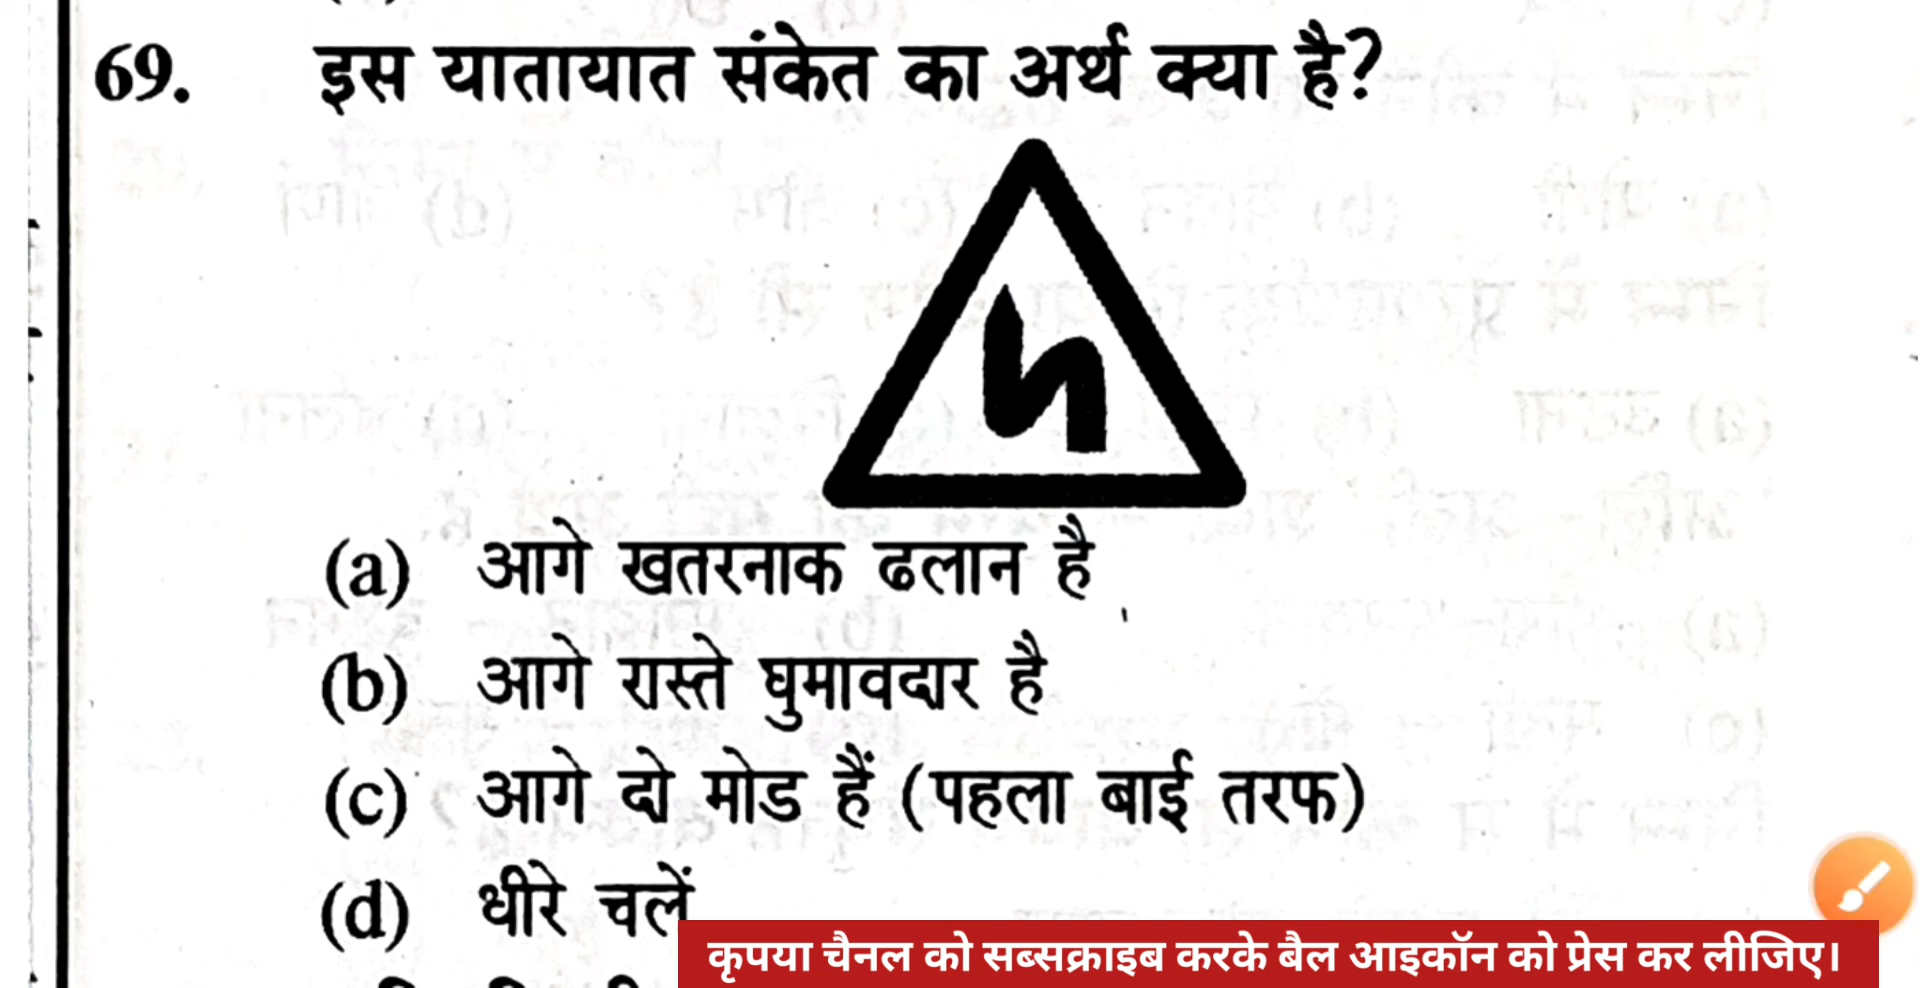 69. इस यातायात संकेत का अर्थ क्या है?
(a) आगे खतरनाक ढलान है
(b) आगे रास्ते घुमावदार है
(c) आगे दो मोड हैं (पहला बाई तरफ)
(d) धीरे चलें
कृपया चैनल को सब्सक्राइब करके बैल आइकॉन को प्रेस कर लीजिए।